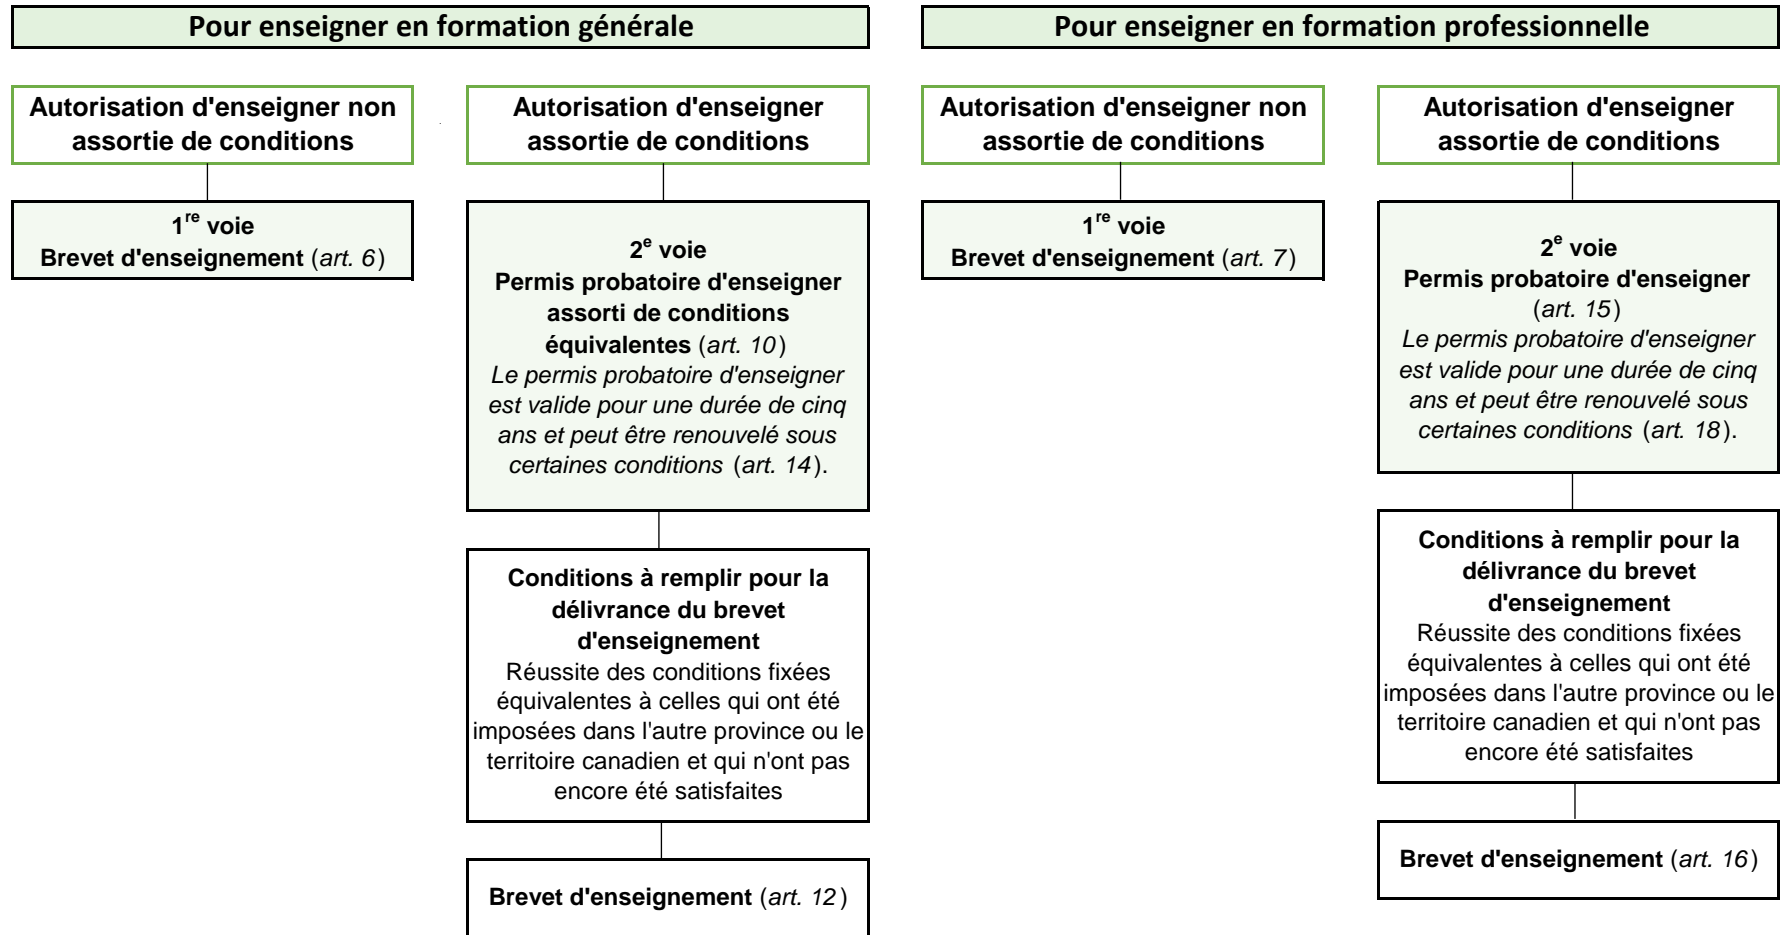 Pour enseigner en formation générale
Autorisation d'enseigner non
assortie de conditions
1re voie
Brevet d'enseignement (art. 6)
Autorisation d'enseigner
assortie de conditions
2e voie
Permis probatoire d'enseigner
assorti de conditions
équivalentes (art. 10)
Le permis probatoire d'enseigner
est valide pour une durée de cinq
ans et peut être renouvelé sous
certaines conditions (art. 14).
Conditions à remplir pour la
délivrance du brevet
d'enseignement
Réussite des conditions fixées
équivalentes à celles qui ont été
imposées dans l'autre province ou le
territoire canadien et qui n'ont pas
encore été satisfaites
Brevet d'enseignement (art. 12)
Pour enseigner en formation professionnelle
Autorisation d'enseigner non
assortie de conditions
1re voie
Brevet d'enseignement (art. 7)
Autorisation d'enseigner
assortie de conditions
2e voie
Permis probatoire d'enseigner
(art. 15)
Le permis probatoire d'enseigner
est valide pour une durée de cinq
ans et peut être renouvelé sous
certaines conditions (art. 18).
Conditions à remplir pour la
délivrance du brevet
d'enseignement
Réussite des conditions fixées
équivalentes à celles qui ont été
imposées dans l'autre province ou le
territoire canadien et qui n'ont pas
encore été satisfaites
Brevet d'enseignement (art. 16)